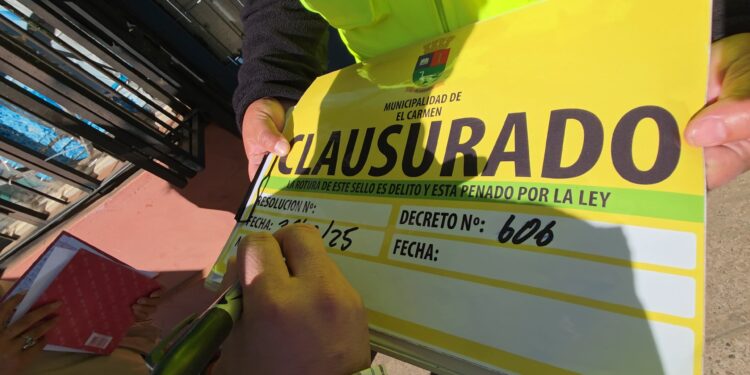 MUNICIPALIDAD DE
EL CARMEN
CLAUSURADO
LA ROTURA DE ESTE SELLO ES DELITO Y ESTA PENADO POR LA LEY
RESOLUCION Nº:
FECHA: /25
DECRETO Nº: 606
FECHA: